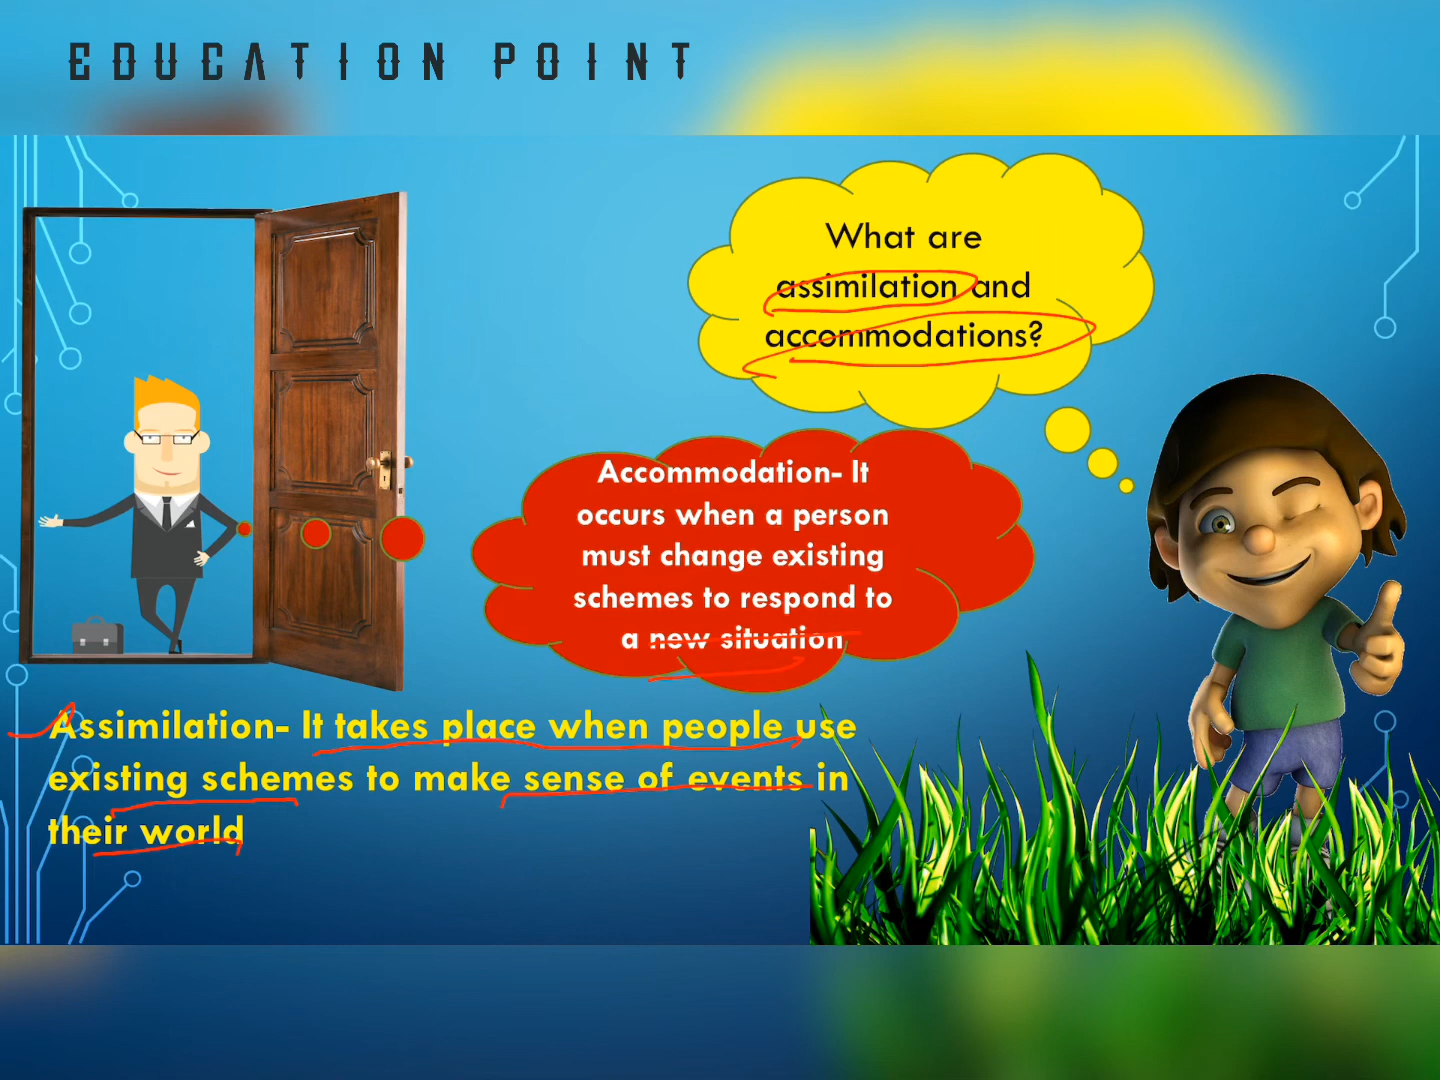 EDUCATION POINT
What are
assimilation and
accommodations?
Accommodation- It
occurs when a person
must change existing
schemes to respond to
a new situation
Assimilation- It takes place when people use
existing schemes to make sense of events in
their world